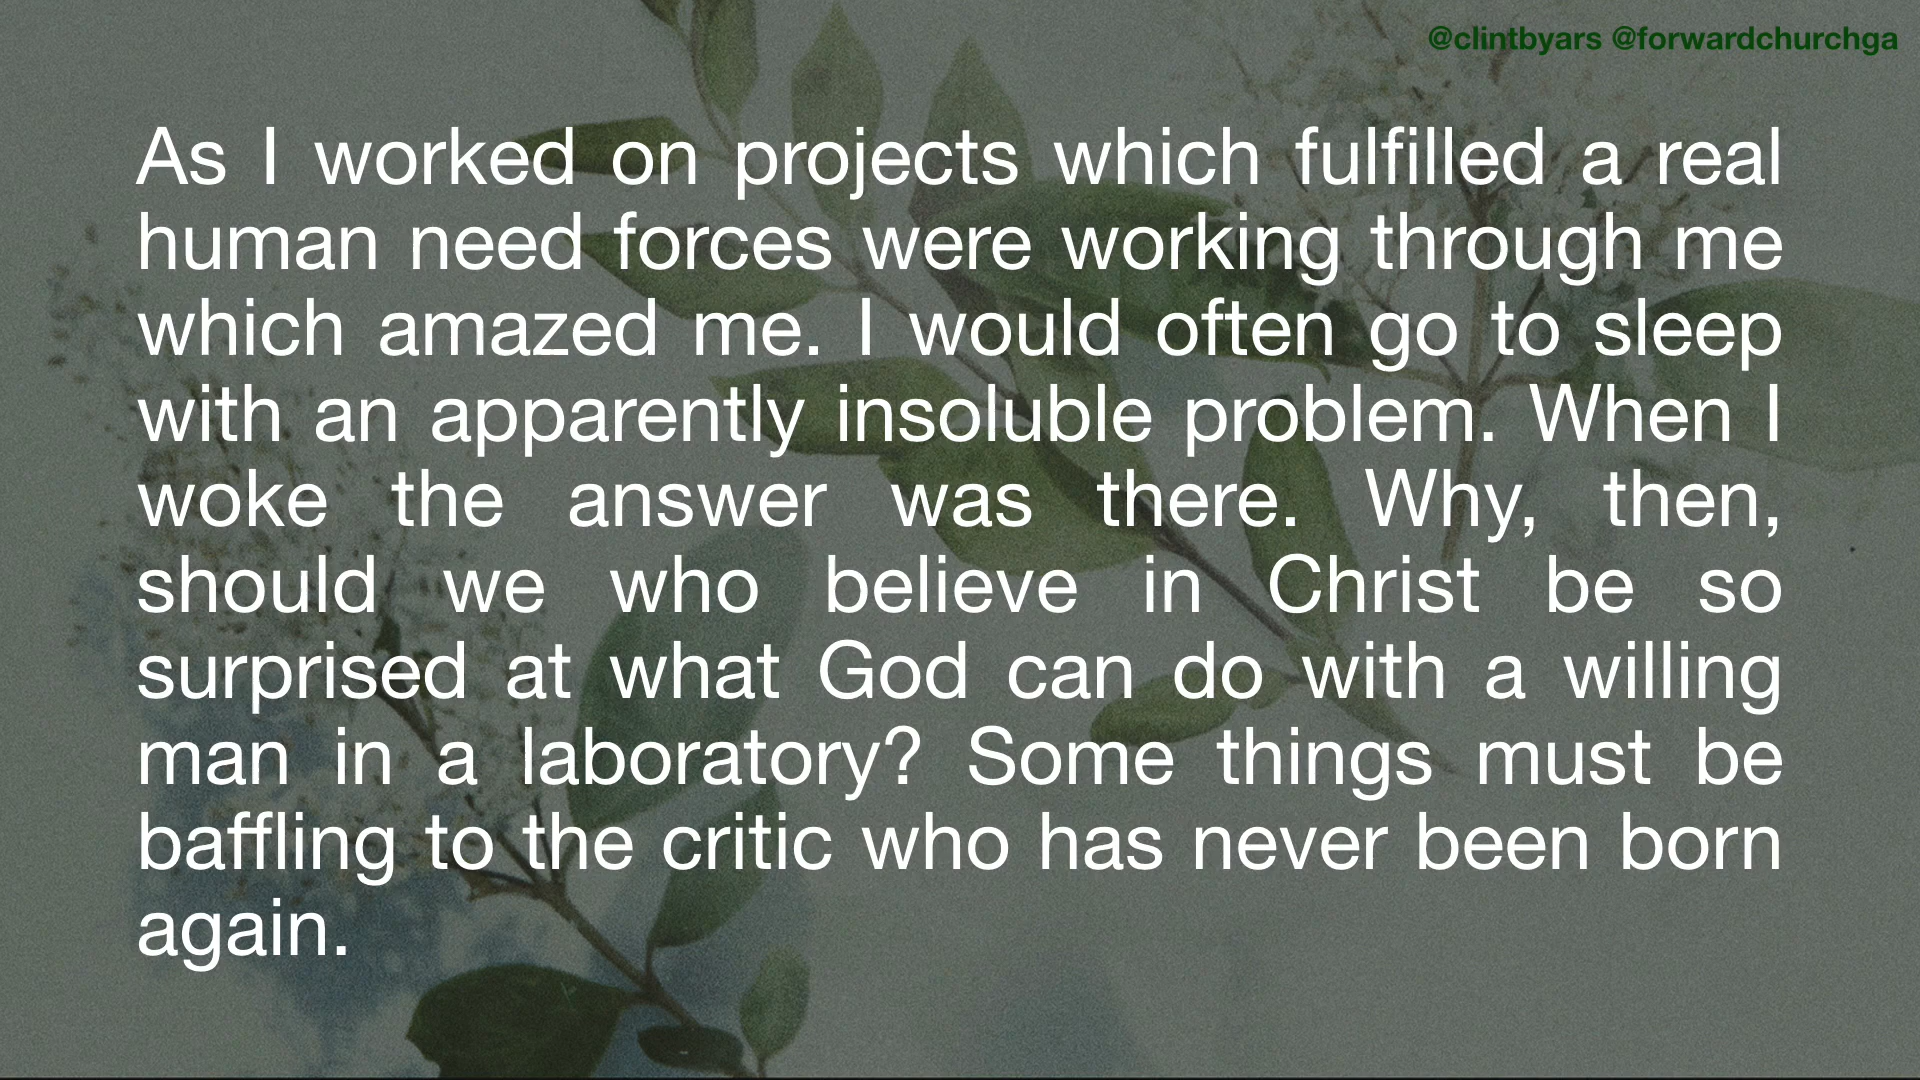 @clintbyars @forwardchurchga
As I worked on projects which fulfilled a real
human need forces were working through me
which amazed me. I would often go to sleep
with an apparently insoluble problem. When I
woke the answer was there. Why, then,
should we who believe in Christ be so
surprised at what God can do with a willing
man in a laboratory? Some things must be
baffling to the critic who has never been born
again.